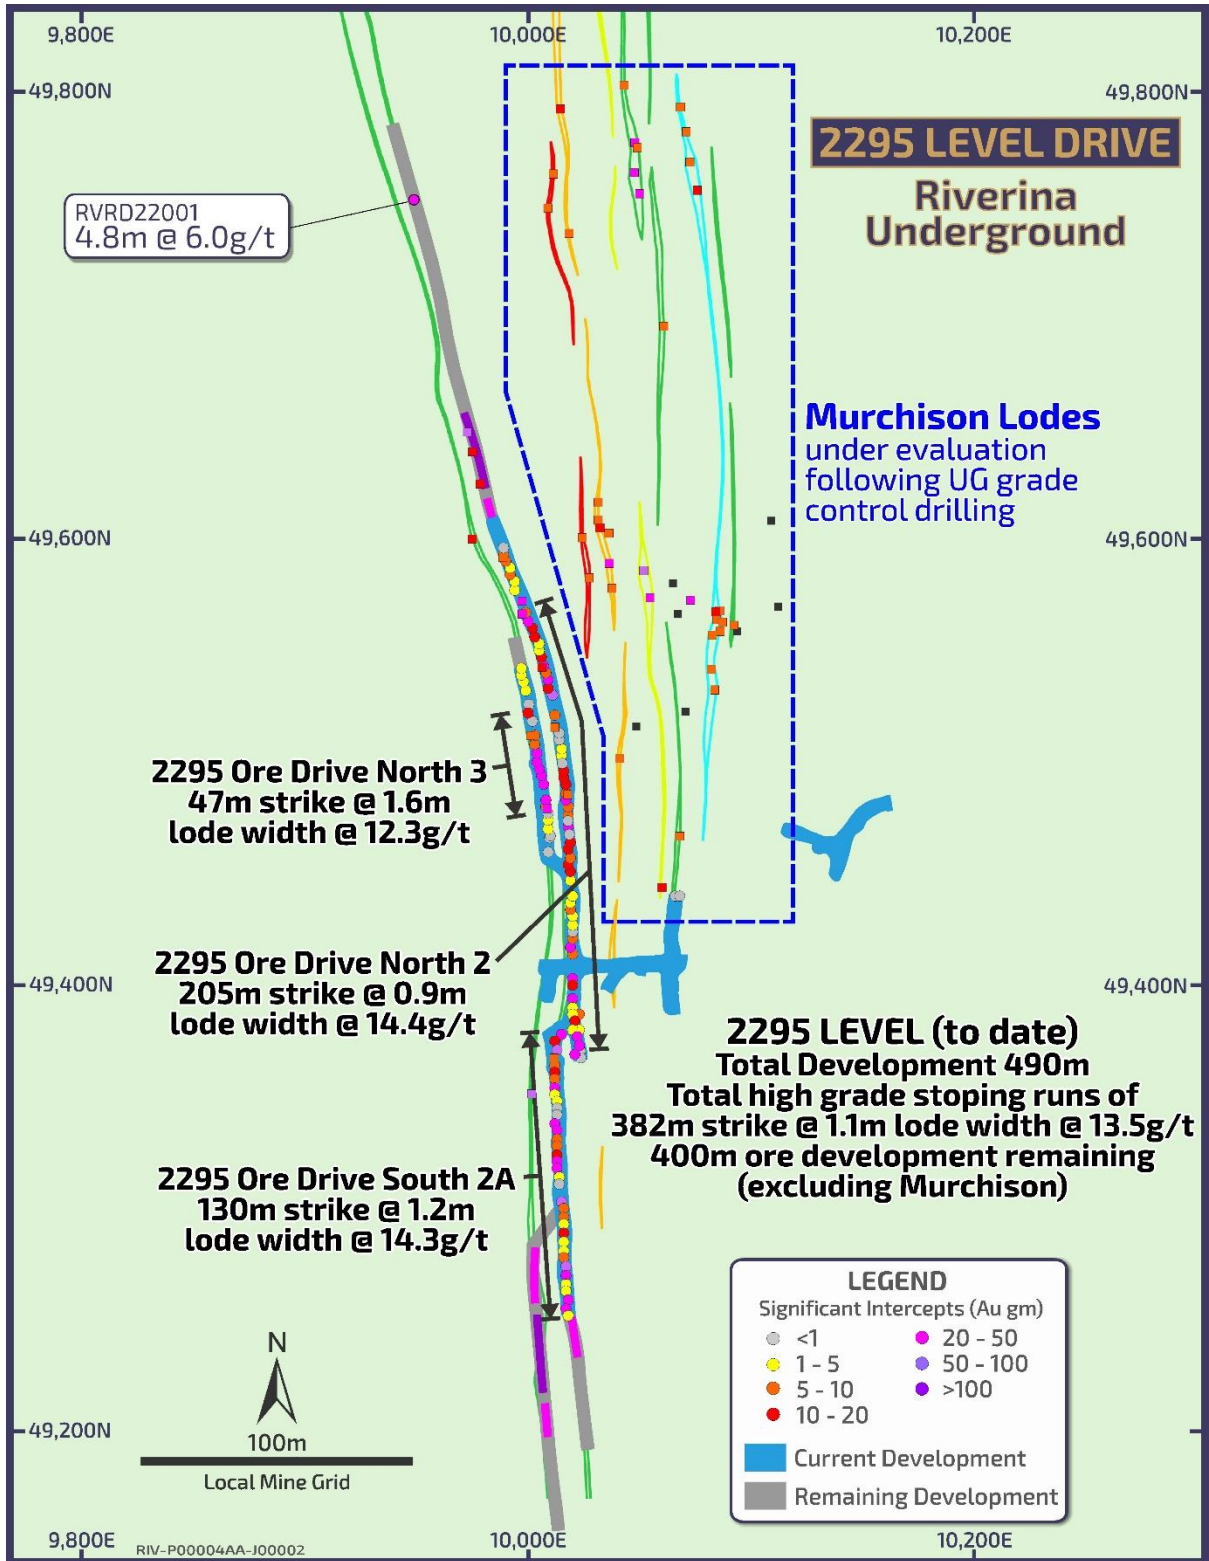 9,800E
10,000E
10,200E
49,800N
49,800N
2295 LEVEL DRIVE
Riverina
Underground
RVRD22001
4.8m @ 6.0g/t
Murchison Lodes
under evaluation
following UG grade
control drilling
49,600N
49,600N
2295 Ore Drive North 3
47m strike @ 1.6m
lode width @ 12.3g/t
2295 Ore Drive North 2
205m strike @ 0.9m
lode width @ 14.4g/t
49,400N
49,400N
2295 LEVEL (to date)
Total Development 490m
Total high grade stoping runs of
382m strike @ 1.1m lode width @ 13.5g/t
400m ore development remaining
(excluding Murchison)
2295 Ore Drive South 2A
130m strike @ 1.2m
lode width @ 14.3g/t
LEGEND
Significant Intercepts (Au gm)
<1
1 - 5
5 - 10
10 - 20
20 - 50
50 - 100
>100
Current Development
Remaining Development
N
100m
Local Mine Grid
49,200N
9,800E
RIV-P00004AA-J00002
10,000E
10,200E